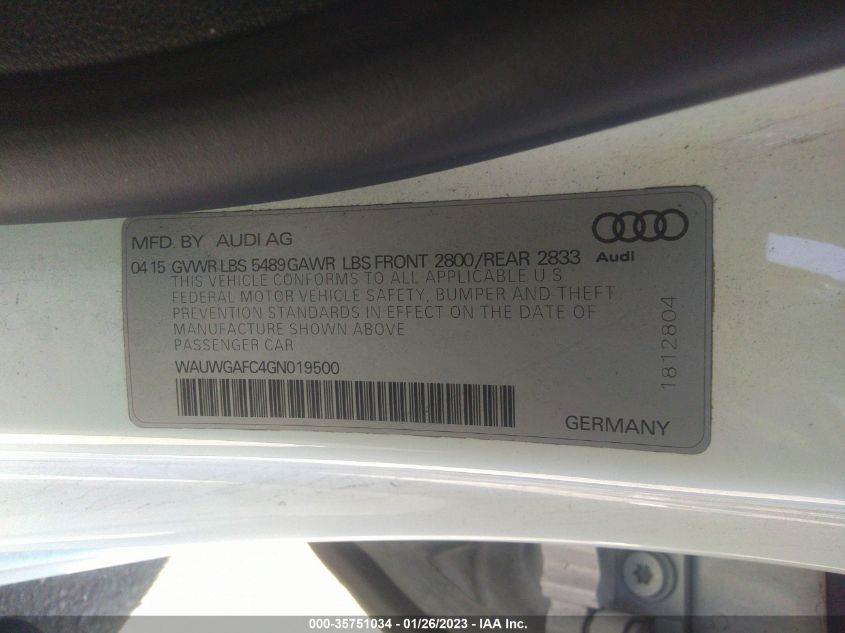 MFD. BY AUDI AG
04 15 GVWR LBS 5489 GAWR LBS FRONT 2800/REAR 2833
Audi
THIS VEHICLE CONFORMS TO ALL APPLICABLE U S
FEDERAL MOTOR VEHICLE SAFETY, BUMPER AND THEFT
PREVENTION STANDARDS IN EFFECT ON THE DATE OF
MANUFACTURE SHOWN ABOVE
PASSENGER CAR
WAUWGAFC4GN019500
1812804
GERMANY
000-35751034 - 01/26/2023 - IAA Inc.